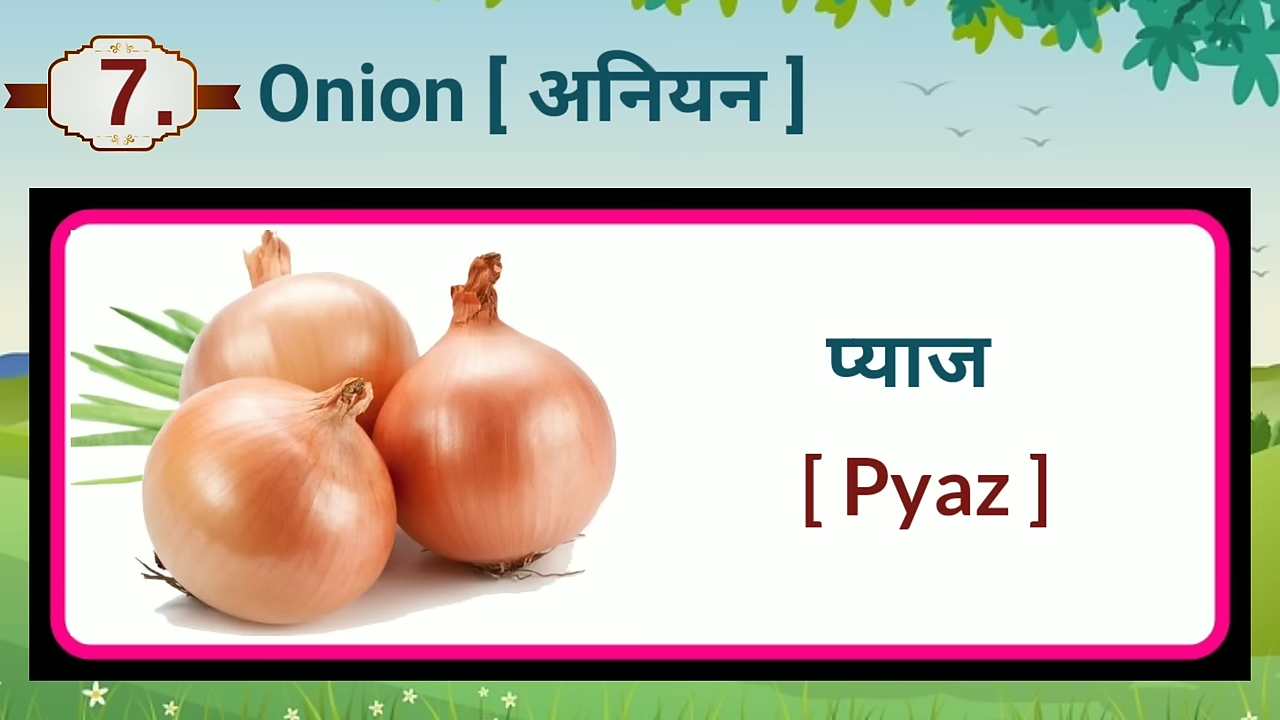 7. Onion [ अनियन ]
प्याज
[ Pyaz ]